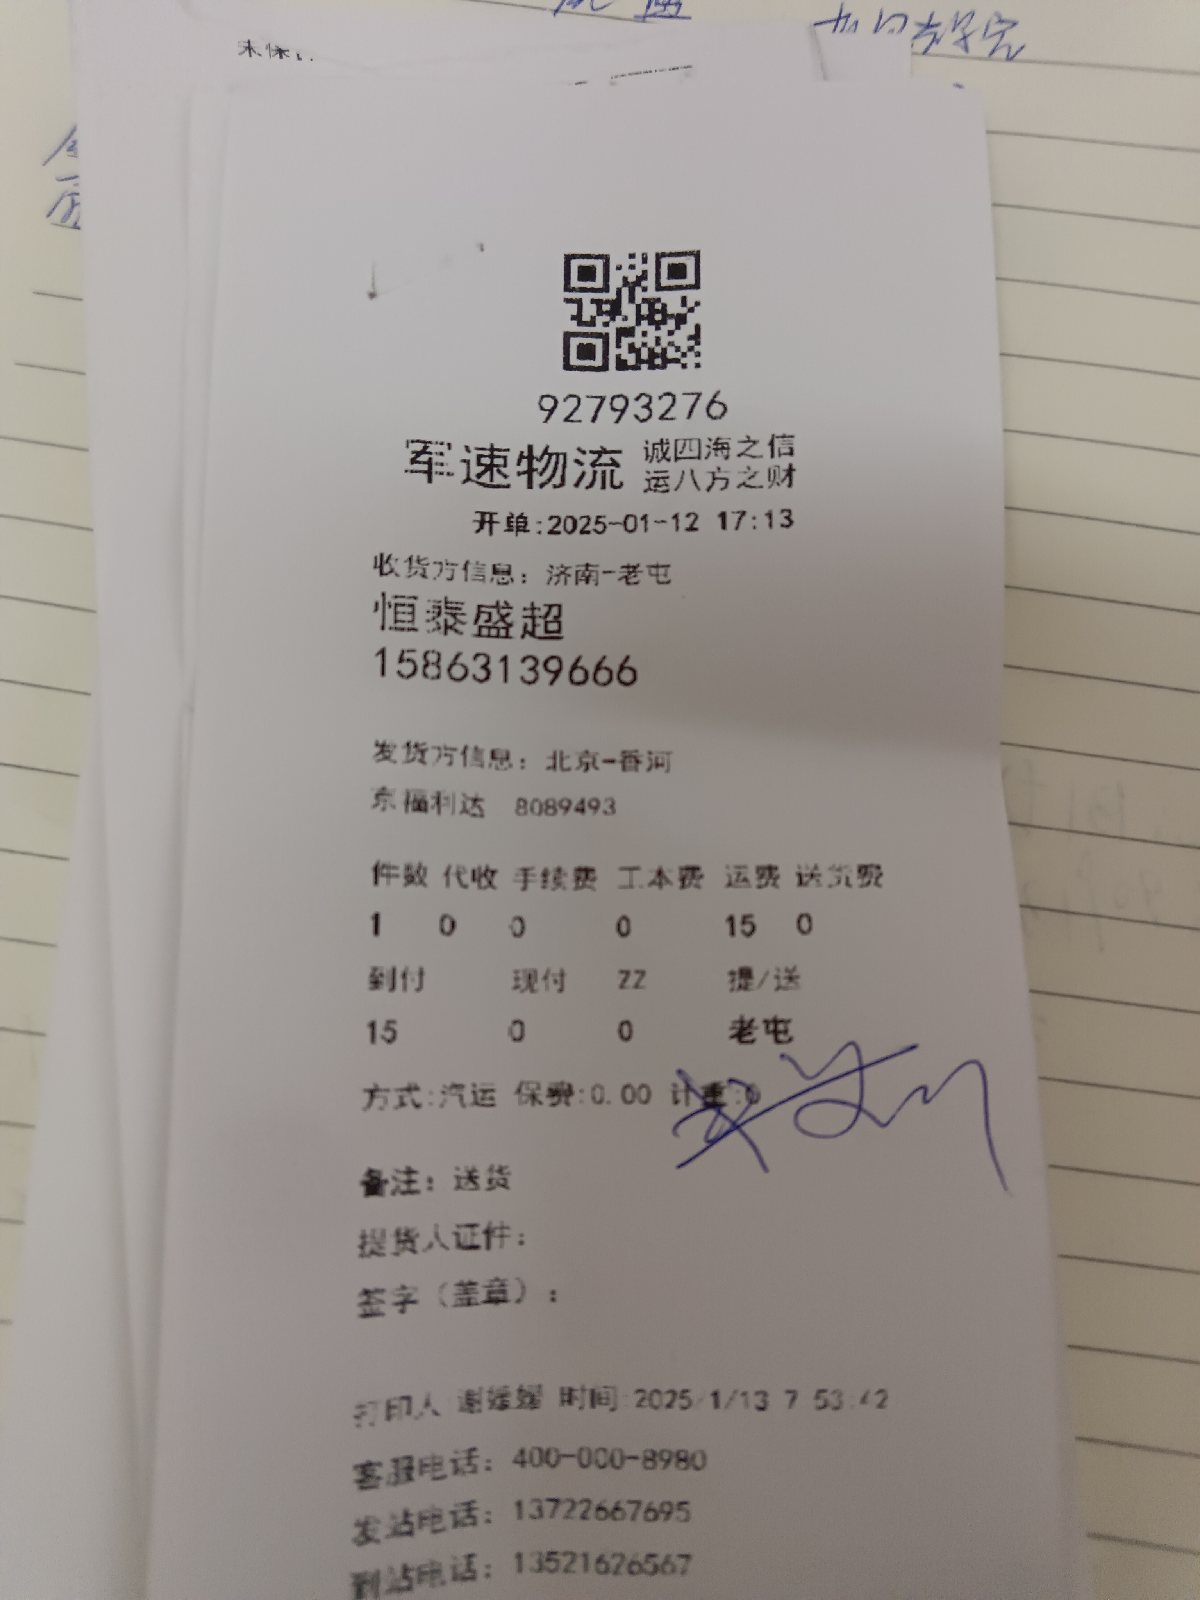 92793276
军速物流 诚四海之信
运八方之财
开单:2025-01-12 17:13
收货方信息：济南-老屯
恒泰盛超
15863139666
发货方信息：北京-香河
京福利达 8089493
件数 代收 手续费 工本费 运费 送货费
1 0 0 0 15 0
到付 现付 ZZ 提/送
15 0 0 老屯
方式:汽运 保费:0.00 计重:0
备注：送货
提货人证件：
签字（盖章）：
打印人 谢媛媛 时间:2025/1/13 7:53:42
客服电话：400-000-8980
发站电话：13722667695
到站电话：13521626567